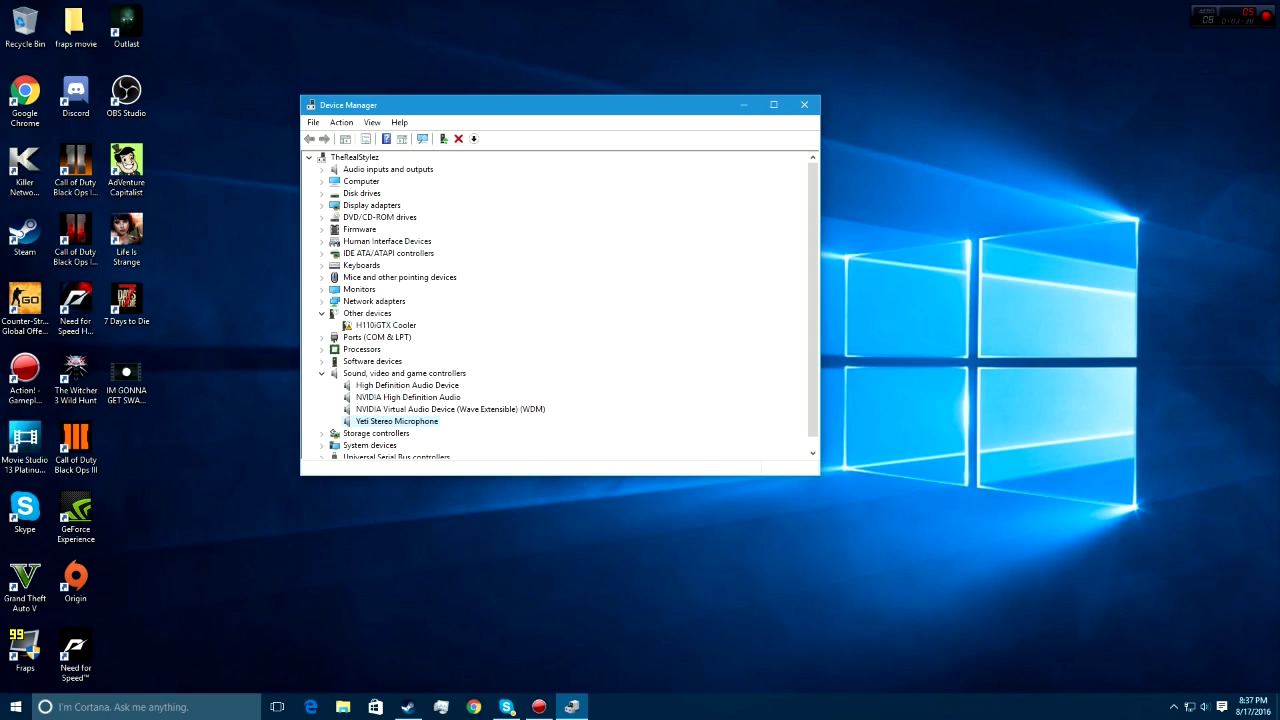 Recycle Bin
fraps movie
Outlast
Google
Chrome
Discord
OBS Studio
Killer
Netwo...
Call of Duty
Black Ops I...
AdVenture
Capitalist
Steam
Call of Duty
Black Ops I...
Life Is
Strange
Counter-Str...
Global Offe...
Need for
Speed H...
7 Days to Die
Action! -
Gamepl...
The Witcher
3 Wild Hunt
IM GONNA
GET SWA...
Movie Studio
13 Platinu...
Call of Duty
Black Ops III
Skype
GeForce
Experience
Grand Theft
Auto V
Origin
99
Fraps
Need for
Speed™
Device Manager
File Action View Help
TheRealStylez
Audio inputs and outputs
Computer
Disk drives
Display adapters
DVD/CD-ROM drives
Firmware
Human Interface Devices
IDE ATA/ATAPI controllers
Keyboards
Mice and other pointing devices
Monitors
Network adapters
Other devices
H110iGTX Cooler
Ports (COM & LPT)
Processors
Software devices
Sound, video and game controllers
High Definition Audio Device
NVIDIA High Definition Audio
NVIDIA Virtual Audio Device (Wave Extensible) (WDM)
Yeti Stereo Microphone
Storage controllers
System devices
Universal Serial Bus controllers
I'm Cortana. Ask me anything.
8:37 PM
8/17/2016